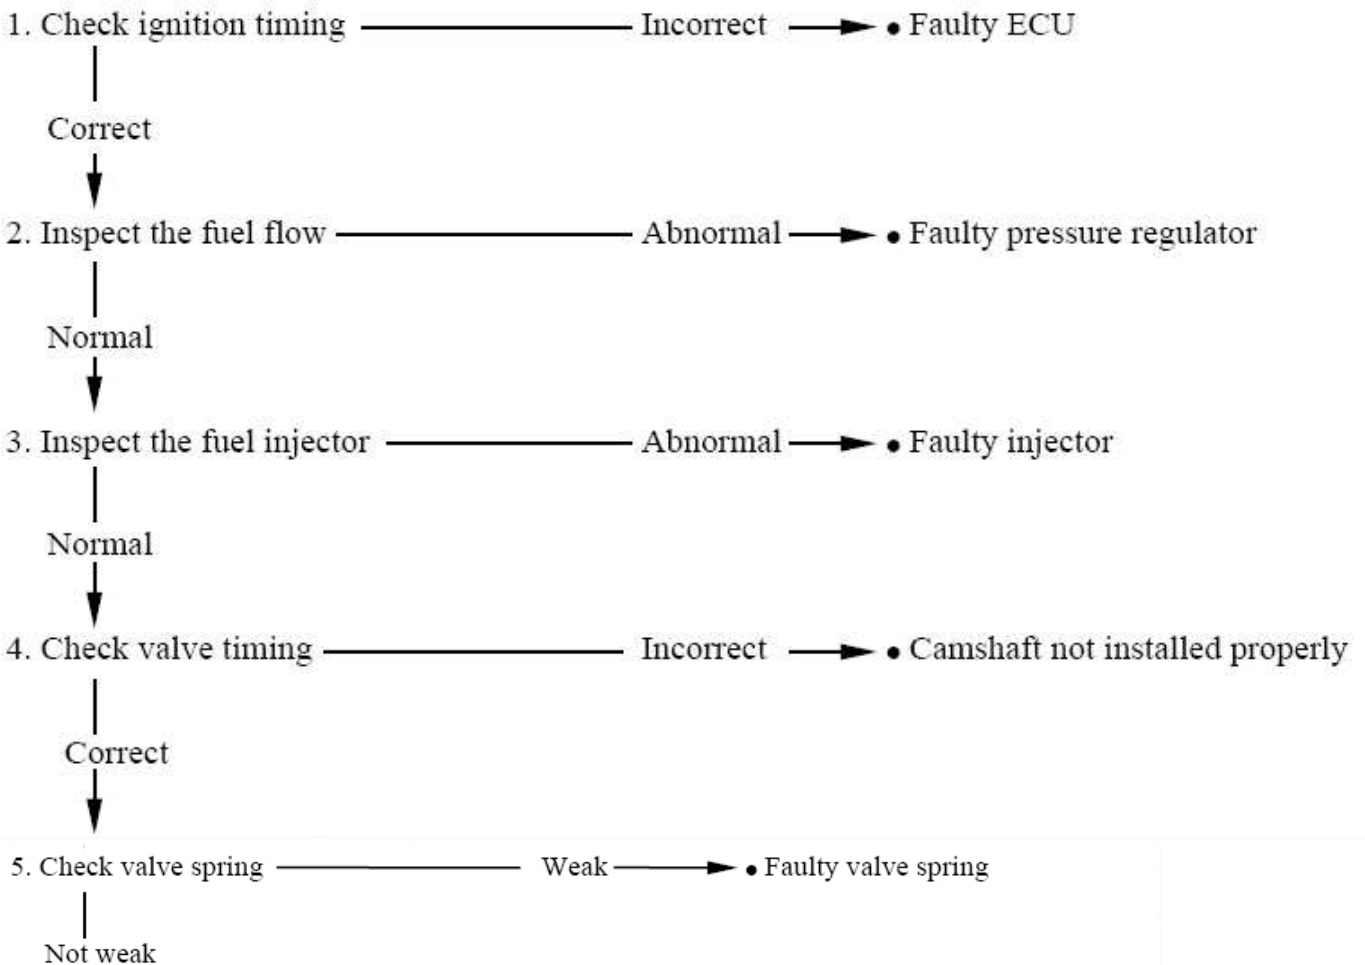 1. Check ignition timing Incorrect • Faulty ECU
Correct
2. Inspect the fuel flow Abnormal • Faulty pressure regulator
Normal
3. Inspect the fuel injector Abnormal • Faulty injector
Normal
4. Check valve timing Incorrect • Camshaft not installed properly
Correct
5. Check valve spring Weak • Faulty valve spring
Not weak